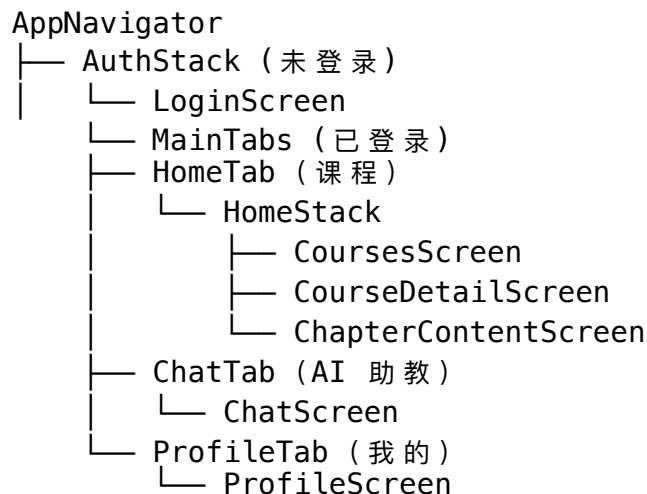 AppNavigator
├── AuthStack (未登录)
│   └── LoginScreen
    └── MainTabs (已登录)
    ├── HomeTab (课程)
    │   └── HomeStack
    │       ├── CoursesScreen
    │       ├── CourseDetailScreen
    │       └── ChapterContentScreen
    ├── ChatTab (AI 助教)
    │   └── ChatScreen
    └── ProfileTab (我的)
        └── ProfileScreen